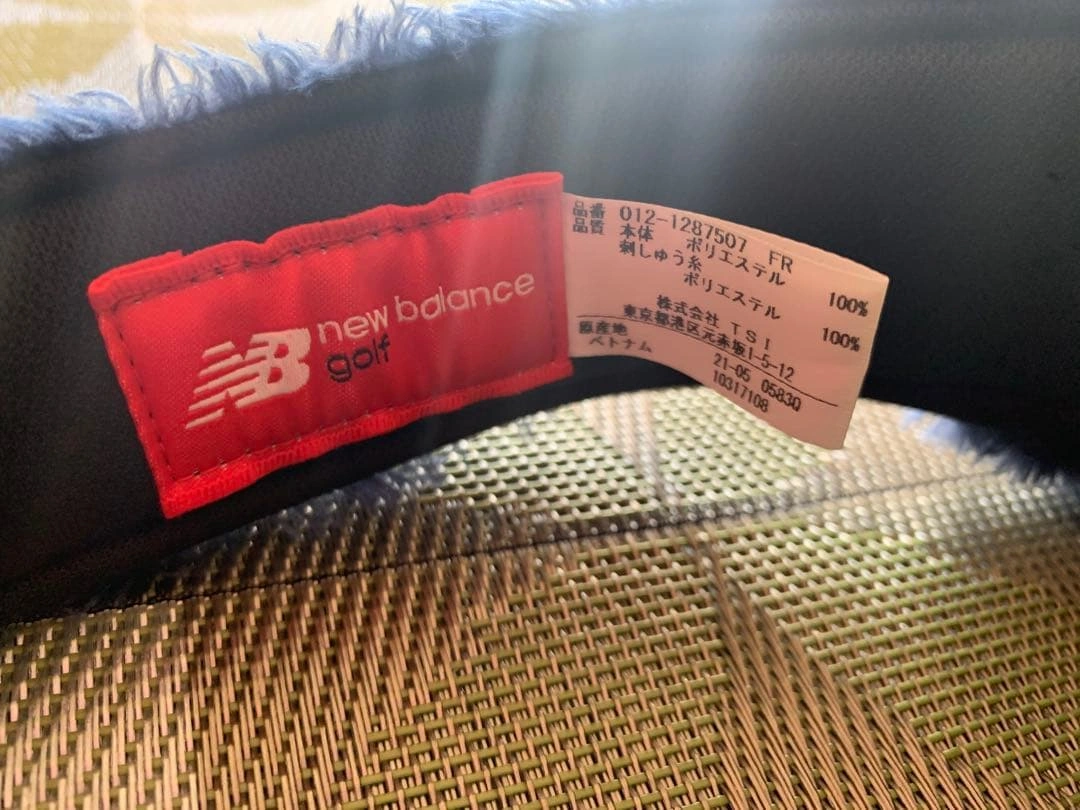 NB new balance
golf
品番 012-1287507 FR
品質 本体 ポリエステル 100%
刺しゅう糸
ポリエステル 100%
株式会社 TSI
東京都港区元赤坂1-5-12
原産地
ベトナム
21-05 0583Q
10317108